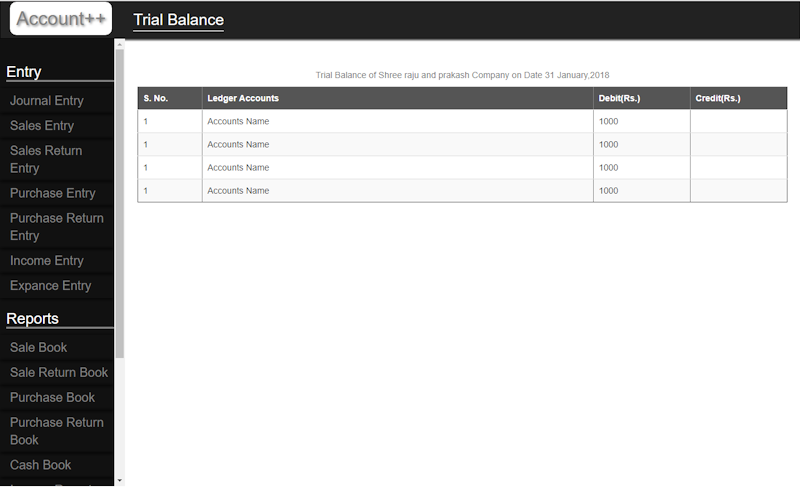 Account++
Trial Balance
Entry
Journal Entry
Sales Entry
Sales Return
Entry
Purchase Entry
Purchase Return
Entry
Income Entry
Expance Entry
Reports
Sale Book
Sale Return Book
Purchase Book
Purchase Return
Book
Cash Book
Trial Balance of Shree raju and prakash Company on Date 31 January,2018
S. No. Ledger Accounts Debit(Rs.) Credit(Rs.)
1 Accounts Name 1000
1 Accounts Name 1000
1 Accounts Name 1000
1 Accounts Name 1000